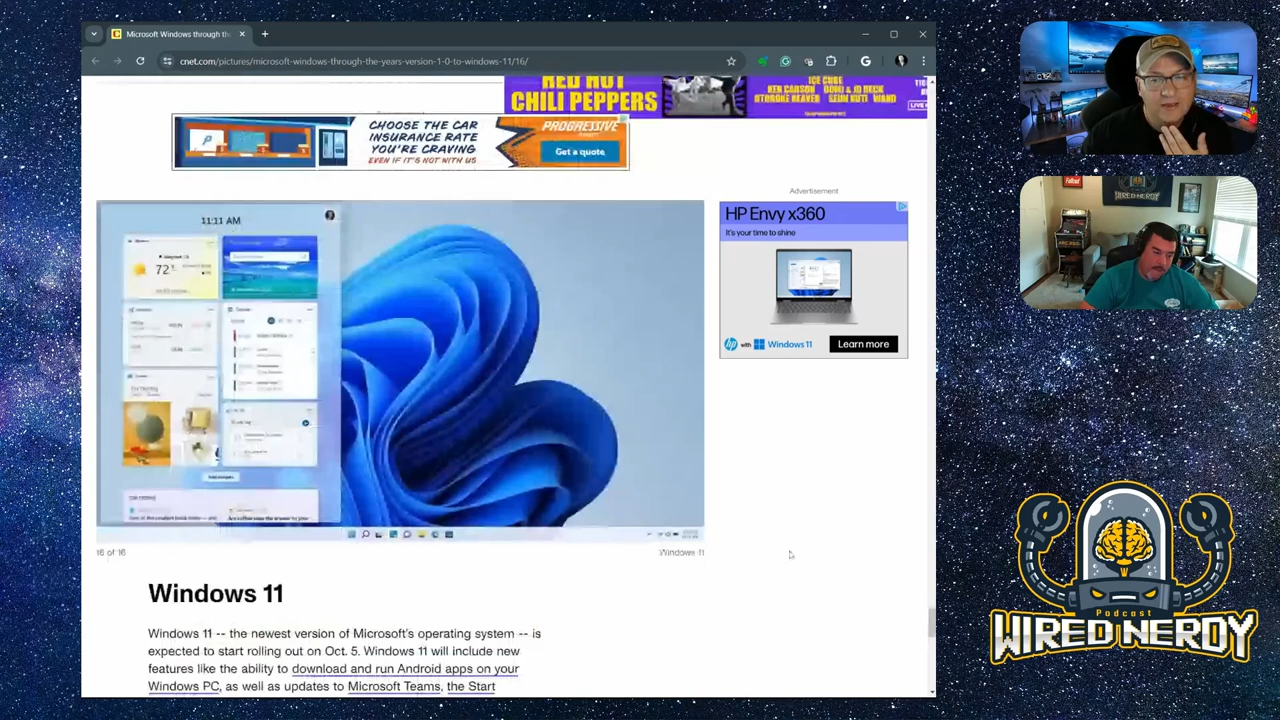 Microsoft Windows through th
cnet.com/pictures/microsoft-windows-through-the-years-version-1-0-to-windows-11/16/
RED HOT
CHILI PEPPERS
ICE CUBE
CHOOSE THE CAR
INSURANCE RATE
YOU'RE CRAVING
EVEN IF IT'S NOT WITH US
PROGRESSIVE
Get a quote
Advertisement
HP Envy x360
It's your time to shine
hp with Windows 11
Learn more
11:11 AM
72°
16 of 16
Windows 11
Windows 11
Windows 11 -- the newest version of Microsoft's operating system -- is
expected to start rolling out on Oct. 5. Windows 11 will include new
features like the ability to download and run Android apps on your
Windows PC, as well as updates to Microsoft Teams, the Start
Fallout
WIRED NERDY
Podcast
WIRED NERDY